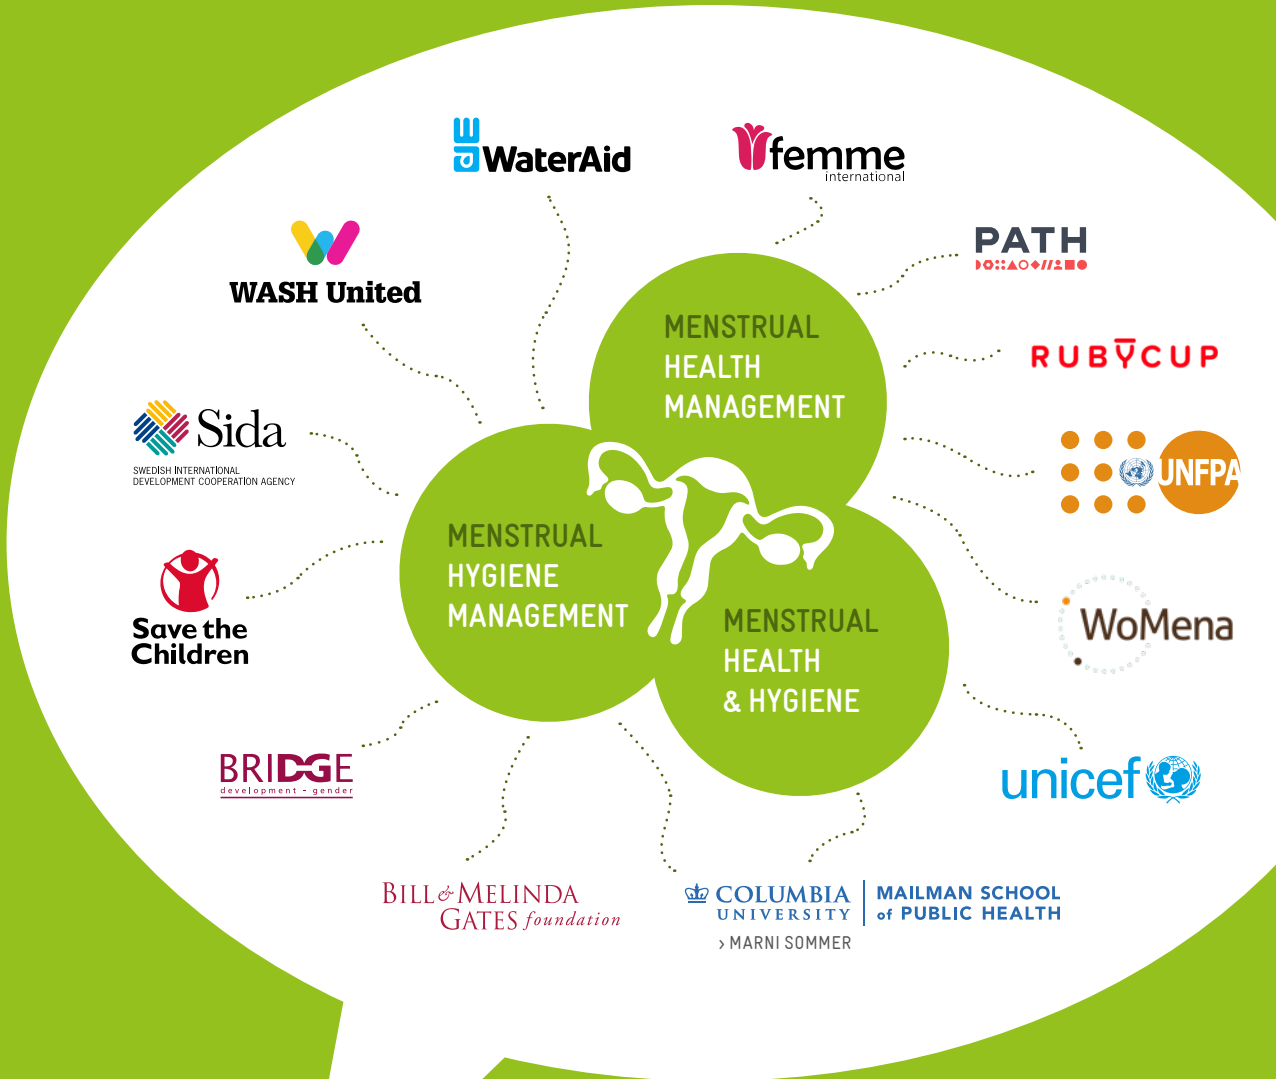 WaterAid
femme
international
WASH United
PATH
MENSTRUAL
HEALTH
MANAGEMENT
RUBYCUP
Sida
SWEDISH INTERNATIONAL
DEVELOPMENT COOPERATION AGENCY
UNFPA
MENSTRUAL
HYGIENE
MANAGEMENT
Save the
Children
MENSTRUAL
HEALTH
& HYGIENE
WoMena
BRIDGE
development - gender
unicef
BILL & MELINDA
GATES foundation
COLUMBIA
UNIVERSITY
MAILMAN SCHOOL
of PUBLIC HEALTH
› MARNI SOMMER